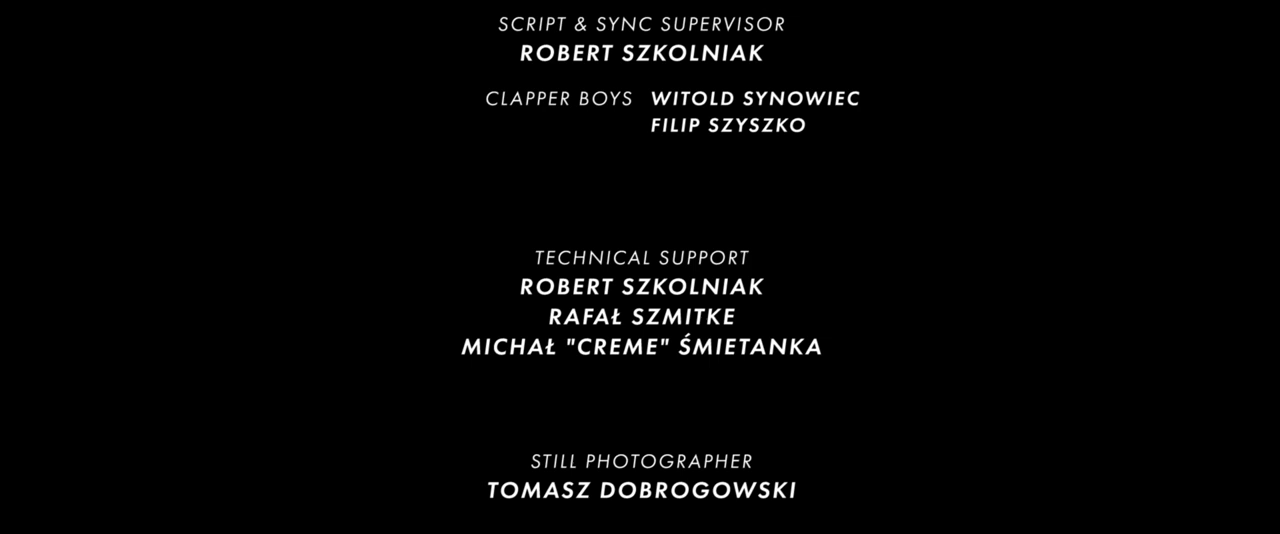 SCRIPT & SYNC SUPERVISOR
ROBERT SZKOLNIAK
CLAPPER BOYS WITOLD SYNOWIEC
FILIP SZYSZKO
TECHNICAL SUPPORT
ROBERT SZKOLNIAK
RAFAŁ SZMITKE
MICHAŁ "CREME" ŚMIETANKA
STILL PHOTOGRAPHER
TOMASZ DOBROGOWSKI